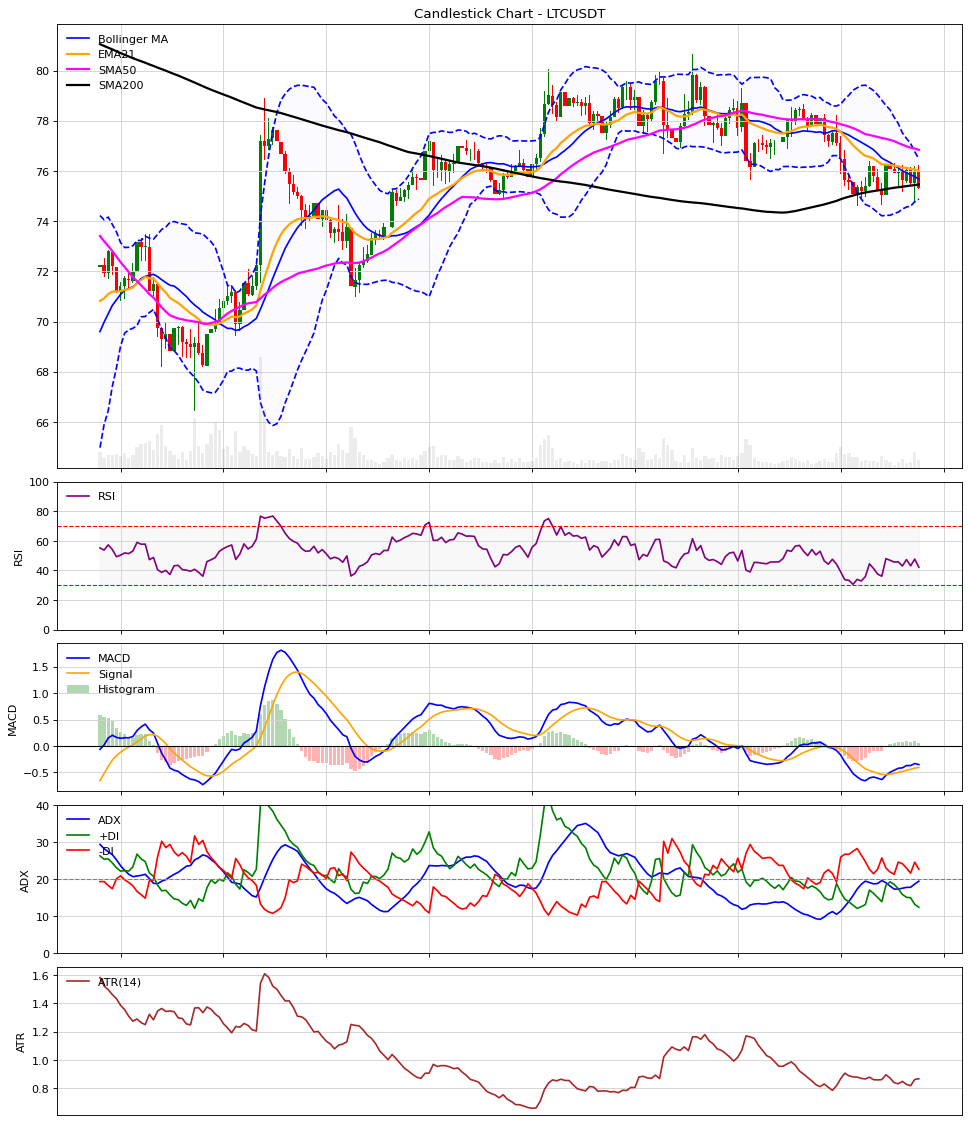 Candlestick Chart - LTCUSDT
Bollinger MA
EMA21
SMA50
SMA200
80
78
76
74
72
70
68
66
RSI
RSI
100
80
60
40
20
0
MACD
MACD
Signal
Histogram
1.5
1.0
0.5
0.0
−0.5
ADX
ADX
+DI
-DI
40
30
20
10
0
ATR
ATR(14)
1.6
1.4
1.2
1.0
0.8